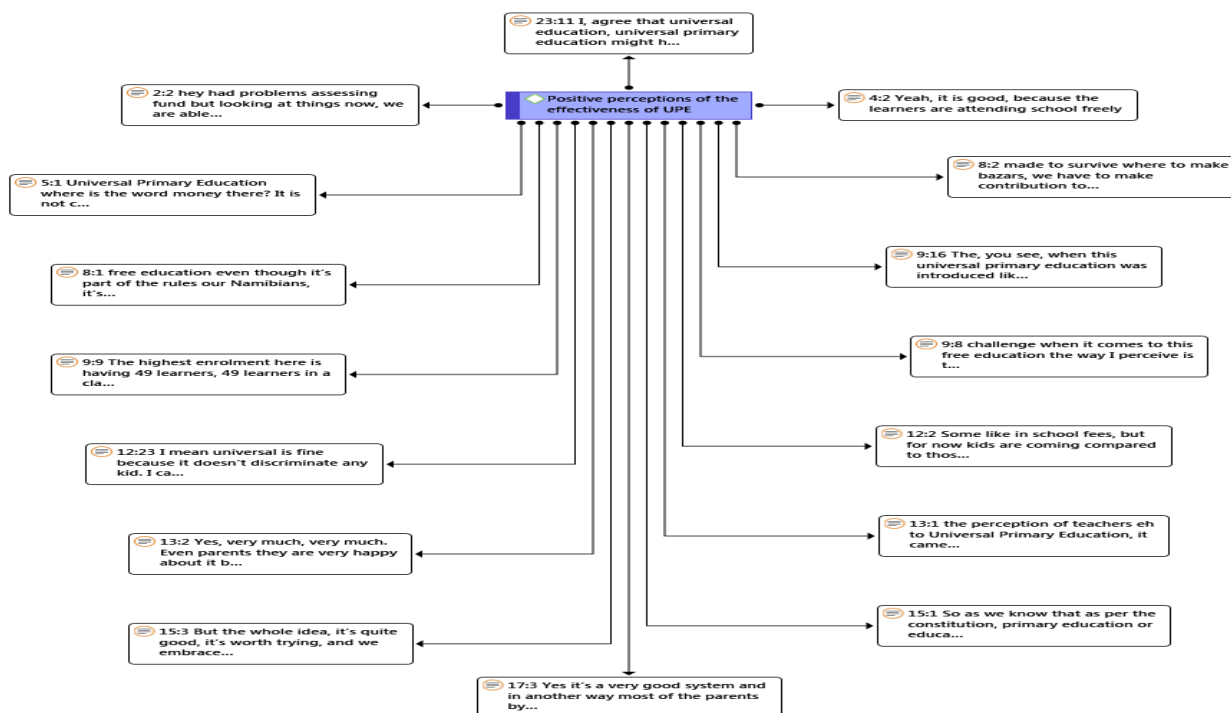 23:11 I, agree that universal
education, universal primary
education might h...
2:2 hey had problems assessing
fund but looking at things now, we
are able...
Positive perceptions of the
effectiveness of UPE
4:2 Yeah, it is good, because the
learners are attending school freely
5:1 Universal Primary Education
where is the word money there? It is
not c...
8:2 made to survive where to make
bazars, we have to make
contribution to...
8:1 free education even though it's
part of the rules our Namibians,
it's...
9:16 The, you see, when this
universal primary education was
introduced lik...
9:9 The highest enrolment here is
having 49 learners, 49 learners in a
cla...
9:8 challenge when it comes to this
free education the way I perceive is
t...
12:23 I mean universal is fine
because it doesn't discriminate any
kid. I ca...
12:2 Some like in school fees, but
for now kids are coming compared
to thos...
13:2 Yes, very much, very much.
Even parents they are very happy
about it b...
13:1 the perception of teachers eh
to Universal Primary Education, it
came...
15:3 But the whole idea, it's quite
good, it's worth trying, and we
embrace...
15:1 So as we know that as per the
constitution, primary education or
educa...
17:3 Yes it's a very good system and
in another way most of the parents
by...